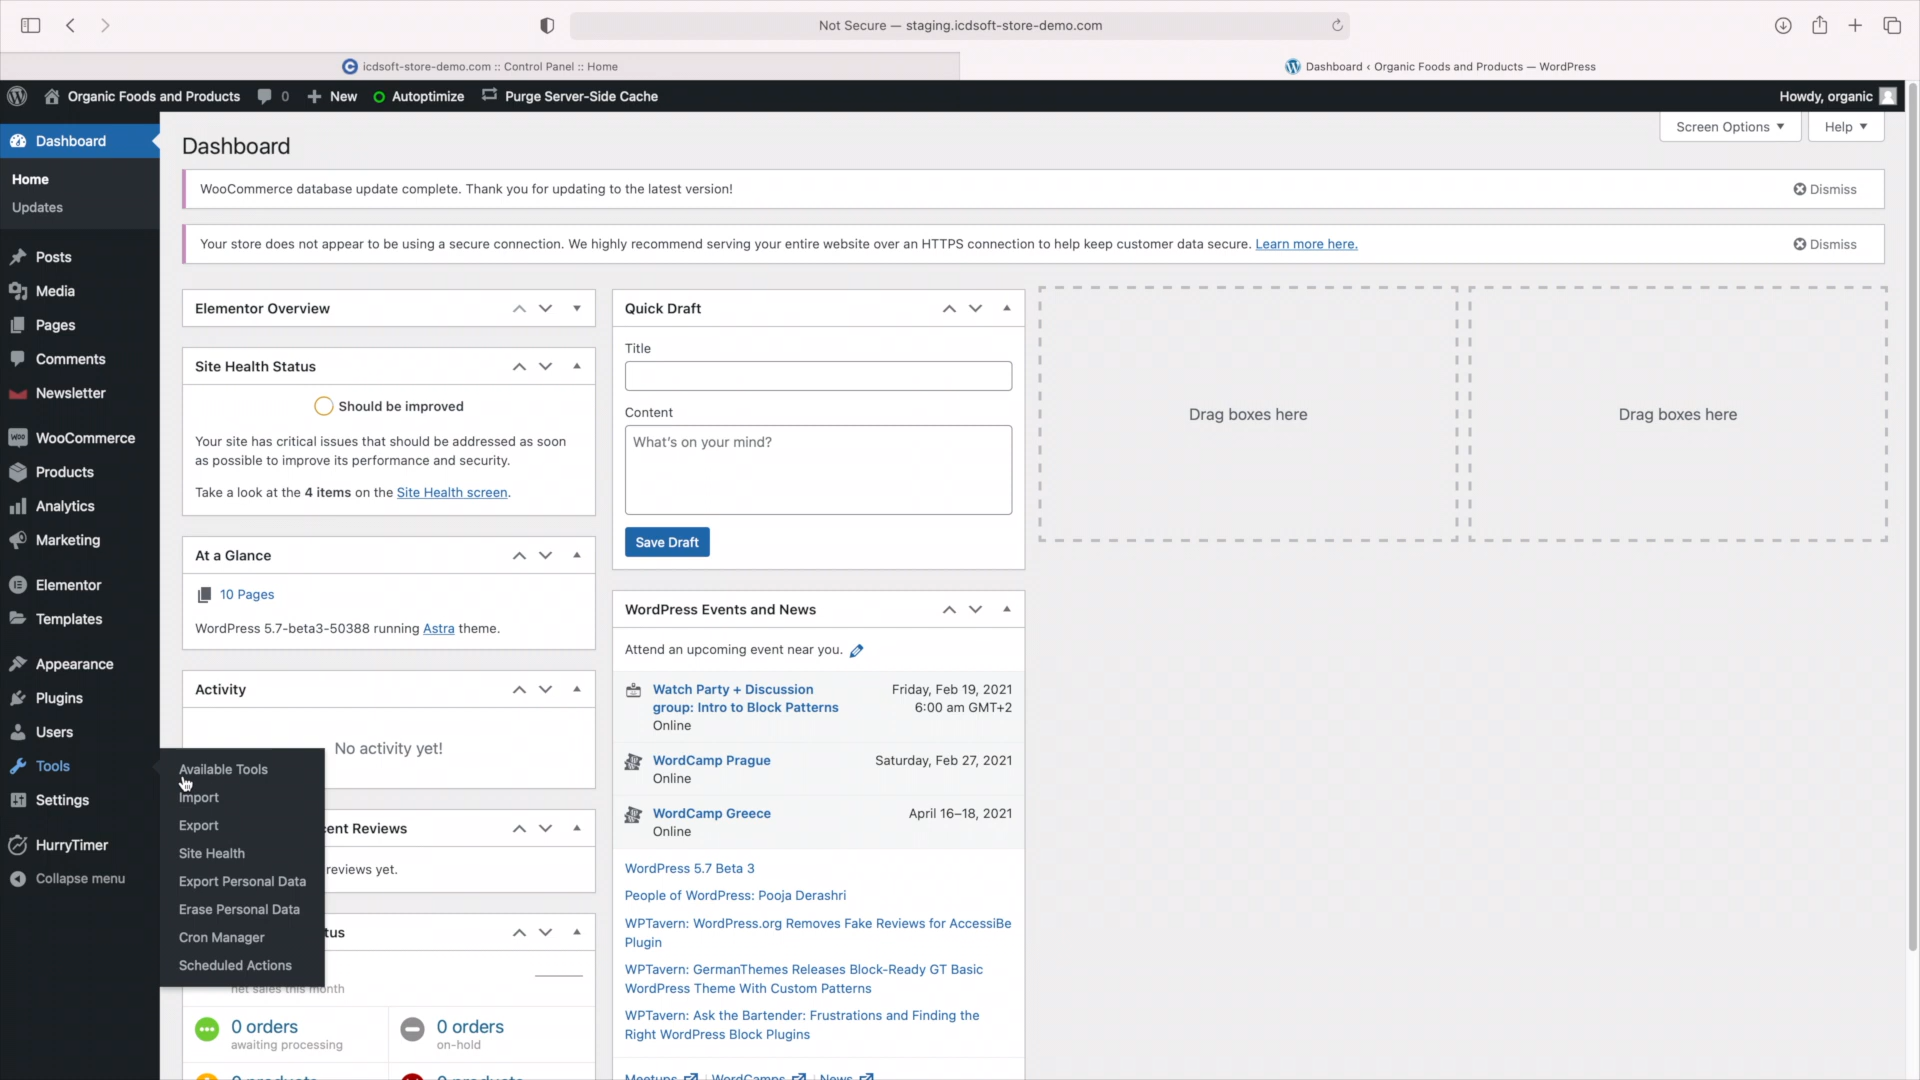 Not Secure — staging.icdsoft-store-demo.com
icdsoft-store-demo.com :: Control Panel :: Home
Dashboard ‹ Organic Foods and Products — WordPress
Organic Foods and Products 0 New Autoptimize Purge Server-Side Cache Howdy, organic
Screen Options Help
Dashboard
Home
Updates
Posts
Media
Pages
Comments
Newsletter
WooCommerce
Products
Analytics
Marketing
Elementor
Templates
Appearance
Plugins
Users
Tools
Settings
HurryTimer
Collapse menu
Available Tools
Import
Export
Site Health
Export Personal Data
Erase Personal Data
Cron Manager
Scheduled Actions
Dashboard
WooCommerce database update complete. Thank you for updating to the latest version! Dismiss
Your store does not appear to be using a secure connection. We highly recommend serving your entire website over an HTTPS connection to help keep customer data secure. Learn more here. Dismiss
Elementor Overview
Site Health Status
Should be improved
Your site has critical issues that should be addressed as soon
as possible to improve its performance and security.
Take a look at the 4 items on the Site Health screen.
At a Glance
10 Pages
WordPress 5.7-beta3-50388 running Astra theme.
Activity
No activity yet!
cent Reviews
reviews yet.
tus
net sales this month
0 orders
awaiting processing
0 orders
on-hold
Quick Draft
Title
Content
What's on your mind?
Save Draft
WordPress Events and News
Attend an upcoming event near you.
Watch Party + Discussion Friday, Feb 19, 2021
group: Intro to Block Patterns 6:00 am GMT+2
Online
WordCamp Prague Saturday, Feb 27, 2021
Online
WordCamp Greece April 16–18, 2021
Online
WordPress 5.7 Beta 3
People of WordPress: Pooja Derashri
WPTavern: WordPress.org Removes Fake Reviews for AccessiBe
Plugin
WPTavern: GermanThemes Releases Block-Ready GT Basic
WordPress Theme With Custom Patterns
WPTavern: Ask the Bartender: Frustrations and Finding the
Right WordPress Block Plugins
Meetups | WordCamps | News
Drag boxes here
Drag boxes here